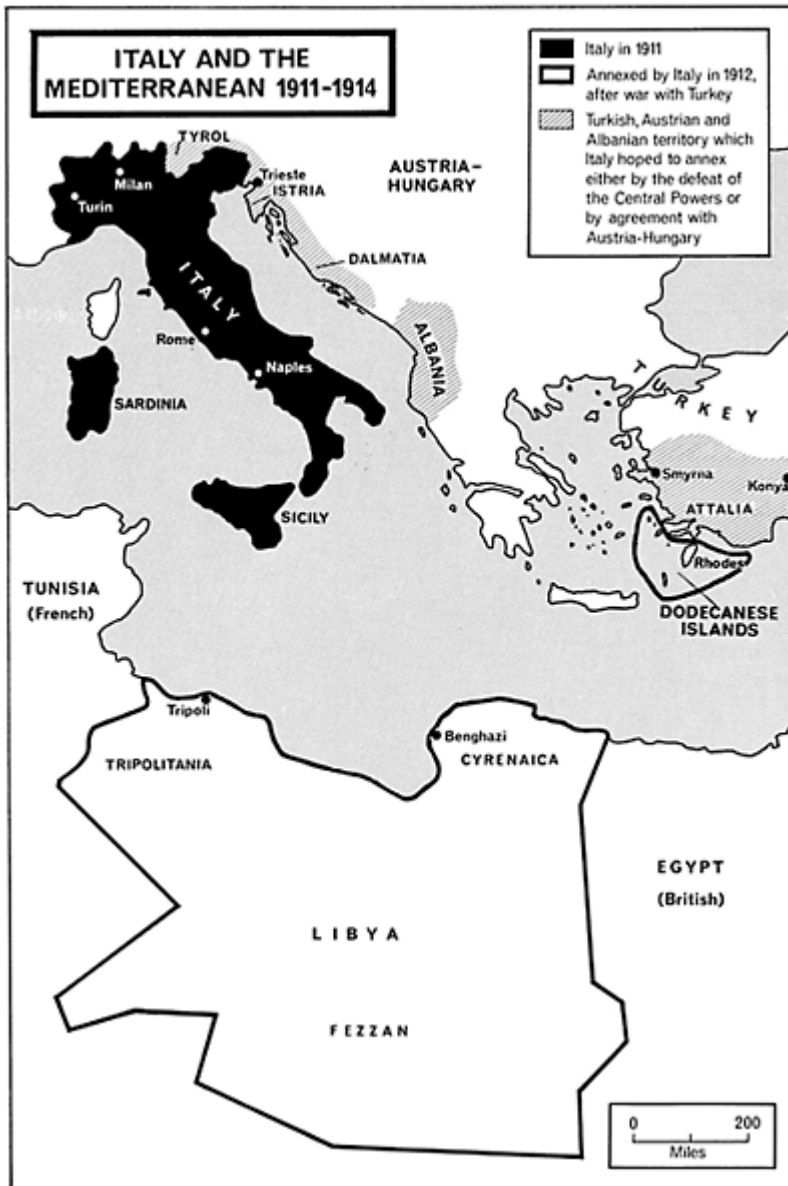 ITALY AND THE
MEDITERRANEAN 1911-1914
Italy in 1911
Annexed by Italy in 1912,
after war with Turkey
Turkish, Austrian and
Albanian territory which
Italy hoped to annex
either by the defeat of
the Central Powers or
by agreement with
Austria-Hungary
TYROL
AUSTRIA-
HUNGARY
Milan
Trieste
ISTRIA
Turin
DALMATIA
ITALY
Rome
ALBANIA
Naples
TURKEY
SARDINIA
Smyrna
Konya
ATTALIA
SICILY
Rhodes
TUNISIA
(French)
DODECANESE
ISLANDS
Tripoli
Benghazi
TRIPOLITANIA
CYRENAICA
EGYPT
(British)
LIBYA
FEZZAN
0 200
Miles